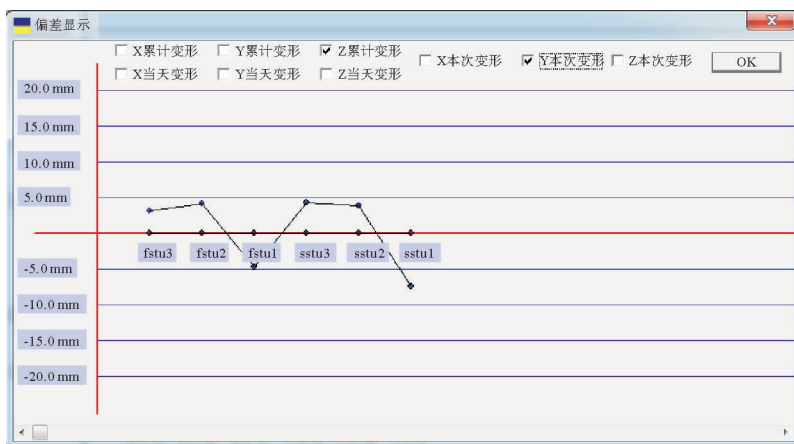 偏差显示
X累计变形 Y累计变形 Z累计变形
X本次变形 Y本次变形 Z本次变形
OK
X当天变形 Y当天变形 Z当天变形
20.0 mm
15.0 mm
10.0 mm
5.0 mm
fstu3 fstu2 fstu1 sstu3 sstu2 sstu1
-5.0 mm
-10.0 mm
-15.0 mm
-20.0 mm